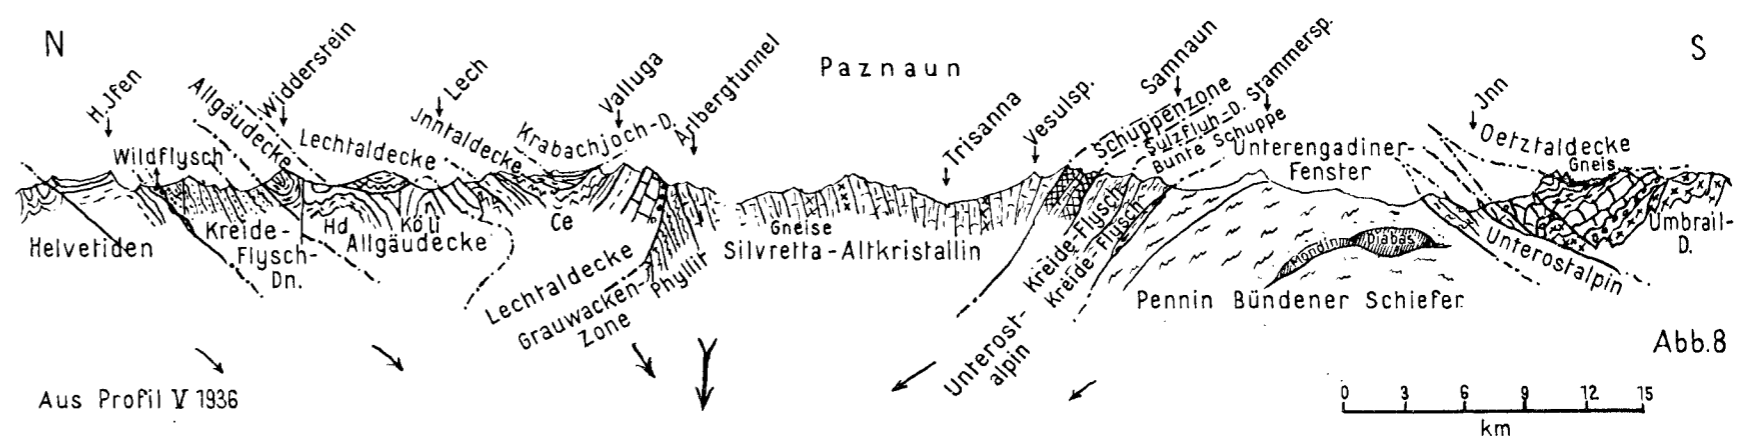 N
S
H.Jfen
Allgäudecke
Widderstein
Lech
Valluga
Arlbergtunnel
Paznaun
Trisanna
Vesulsp.
Samnaun
Stammersp.
Jnn
Wildflysch
Lechtaldecke
Jnntaldecke
Krabachjoch-D.
Schuppenzone
Sulzfluh-D.
Bunte Schuppe
Unterengadiner-
Fenster
Oetztaldecke
Gneis
Helvetiden
Kreide-
Flysch-
Dn.
Hd
Kö
Allgäudecke
Ce
Lechtaldecke
Grauwacken-
Zone
Phyllit
Gneise
Silvretta-Altkristallin
Kreide-Flysch
Kreide-Flysch
Unterost-
alpin
Mondin
Diabas
Pennin Bündener Schiefer
Unterostalpin
Umbrail-
D.
Abb.8
Aus Profil V 1936
0 3 6 9 12 15
km